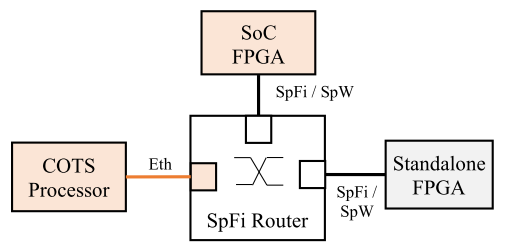 SoC
FPGA
SpFi / SpW
COTS
Processor
Eth
Standalone
FPGA
SpFi /
SpW
SpFi Router